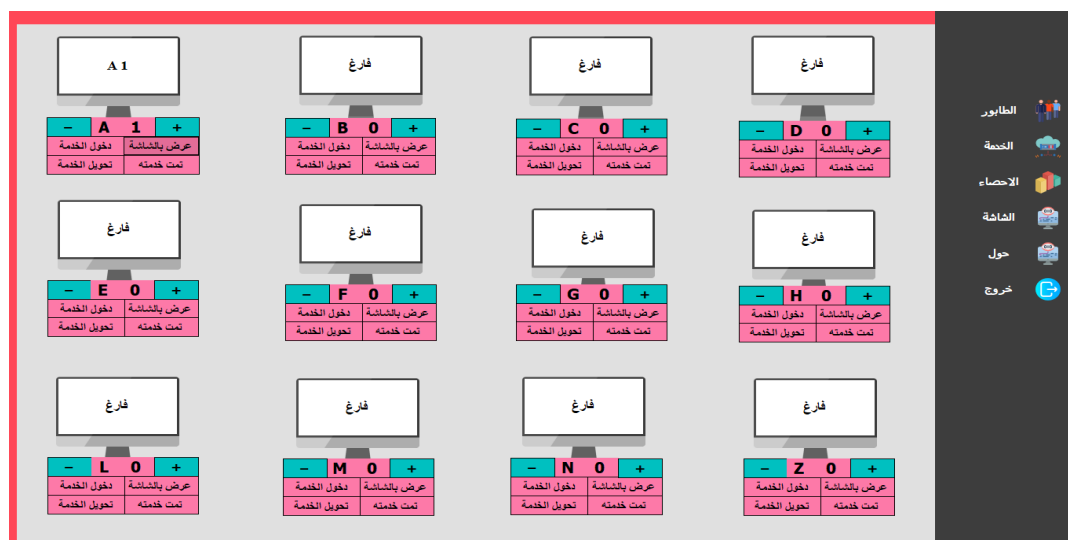 A 1
فارغ
فارغ
فارغ
− A 1 +
− B 0 +
− C 0 +
− D 0 +
عرض بالشاشة دخول الخدمة
تمت خدمته تحويل الخدمة
عرض بالشاشة دخول الخدمة
تمت خدمته تحويل الخدمة
عرض بالشاشة دخول الخدمة
تمت خدمته تحويل الخدمة
عرض بالشاشة دخول الخدمة
تمت خدمته تحويل الخدمة
فارغ
فارغ
فارغ
فارغ
− E 0 +
− F 0 +
− G 0 +
− H 0 +
عرض بالشاشة دخول الخدمة
تمت خدمته تحويل الخدمة
عرض بالشاشة دخول الخدمة
تمت خدمته تحويل الخدمة
عرض بالشاشة دخول الخدمة
تمت خدمته تحويل الخدمة
عرض بالشاشة دخول الخدمة
تمت خدمته تحويل الخدمة
فارغ
فارغ
فارغ
فارغ
− L 0 +
− M 0 +
− N 0 +
− Z 0 +
عرض بالشاشة دخول الخدمة
تمت خدمته تحويل الخدمة
عرض بالشاشة دخول الخدمة
تمت خدمته تحويل الخدمة
عرض بالشاشة دخول الخدمة
تمت خدمته تحويل الخدمة
عرض بالشاشة دخول الخدمة
تمت خدمته تحويل الخدمة
الطابور
الخدمة
الاحصاء
الشاشة
حول
خروج